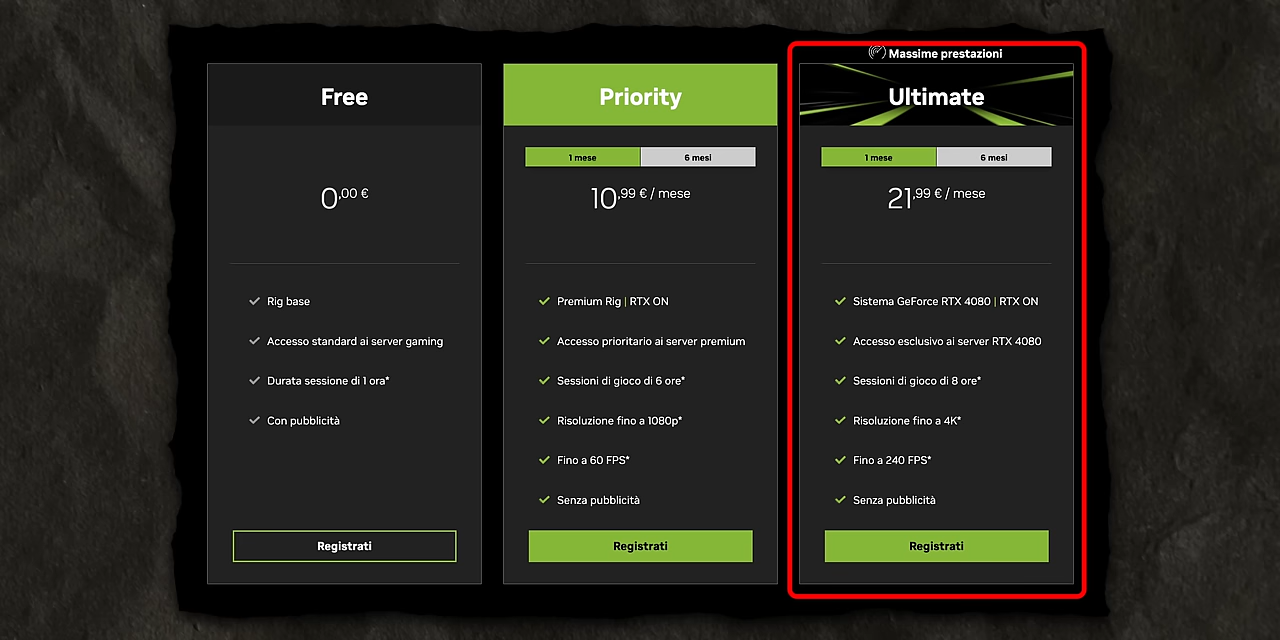 Free
0,00 €
Rig base
Accesso standard ai server gaming
Durata sessione di 1 ora*
Con pubblicità
Registrati
Priority
1 mese
6 mesi
10,99 € / mese
Premium Rig | RTX ON
Accesso prioritario ai server premium
Sessioni di gioco di 6 ore*
Risoluzione fino a 1080p*
Fino a 60 FPS*
Senza pubblicità
Registrati
Massime prestazioni
Ultimate
1 mese
6 mesi
21,99 € / mese
Sistema GeForce RTX 4080 | RTX ON
Accesso esclusivo ai server RTX 4080
Sessioni di gioco di 8 ore*
Risoluzione fino a 4K*
Fino a 240 FPS*
Senza pubblicità
Registrati